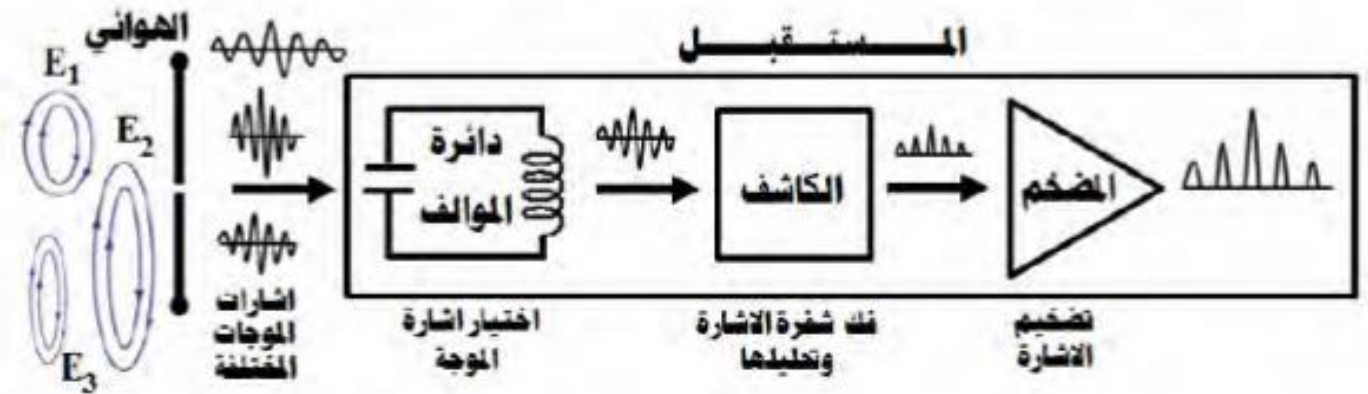 المستقبل
الهوائي
E₁
E₂
E₃
اشارات
الموجات
المختلفة
دائرة
الموالف
اختيار اشارة
الموجة
الكاشف
فك شفرة الاشارة
وتحليلها
المضخم
تضخيم
الاشارة